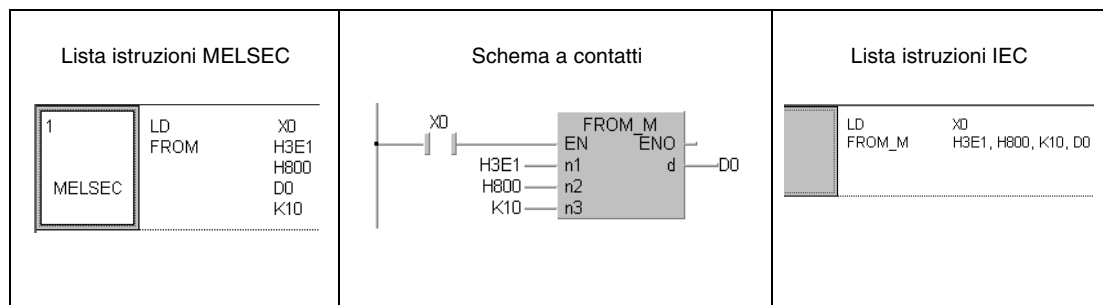 Lista istruzioni MELSEC
1
MELSEC
LD X0
FROM H3E1
H800
D0
K10
Schema a contatti
X0
FROM_M
EN ENO
H3E1 n1 d D0
H800 n2
K10 n3
Lista istruzioni IEC
LD X0
FROM_M H3E1, H800, K10, D0